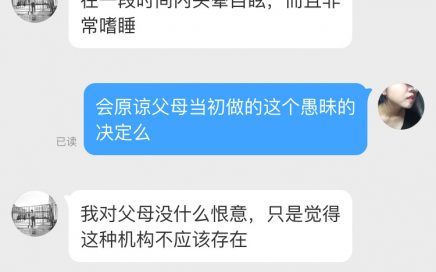 在一段时间内头晕目眩，而且非
常嗜睡
会原谅父母当初做的这个愚昧的
决定么
已读
我对父母没什么恨意，只是觉得
这种机构不应该存在